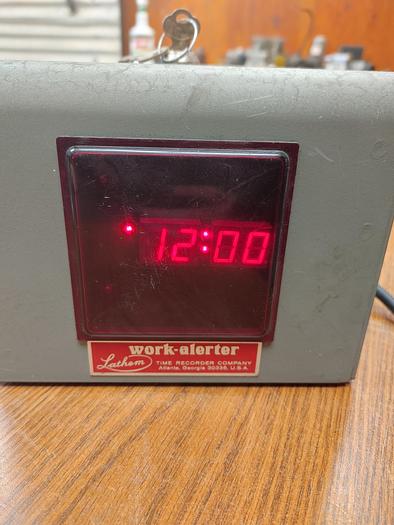 12:00
work-alerter
Lathem TIME RECORDER COMPANY
Atlanta, Georgia 30336, U.S.A.